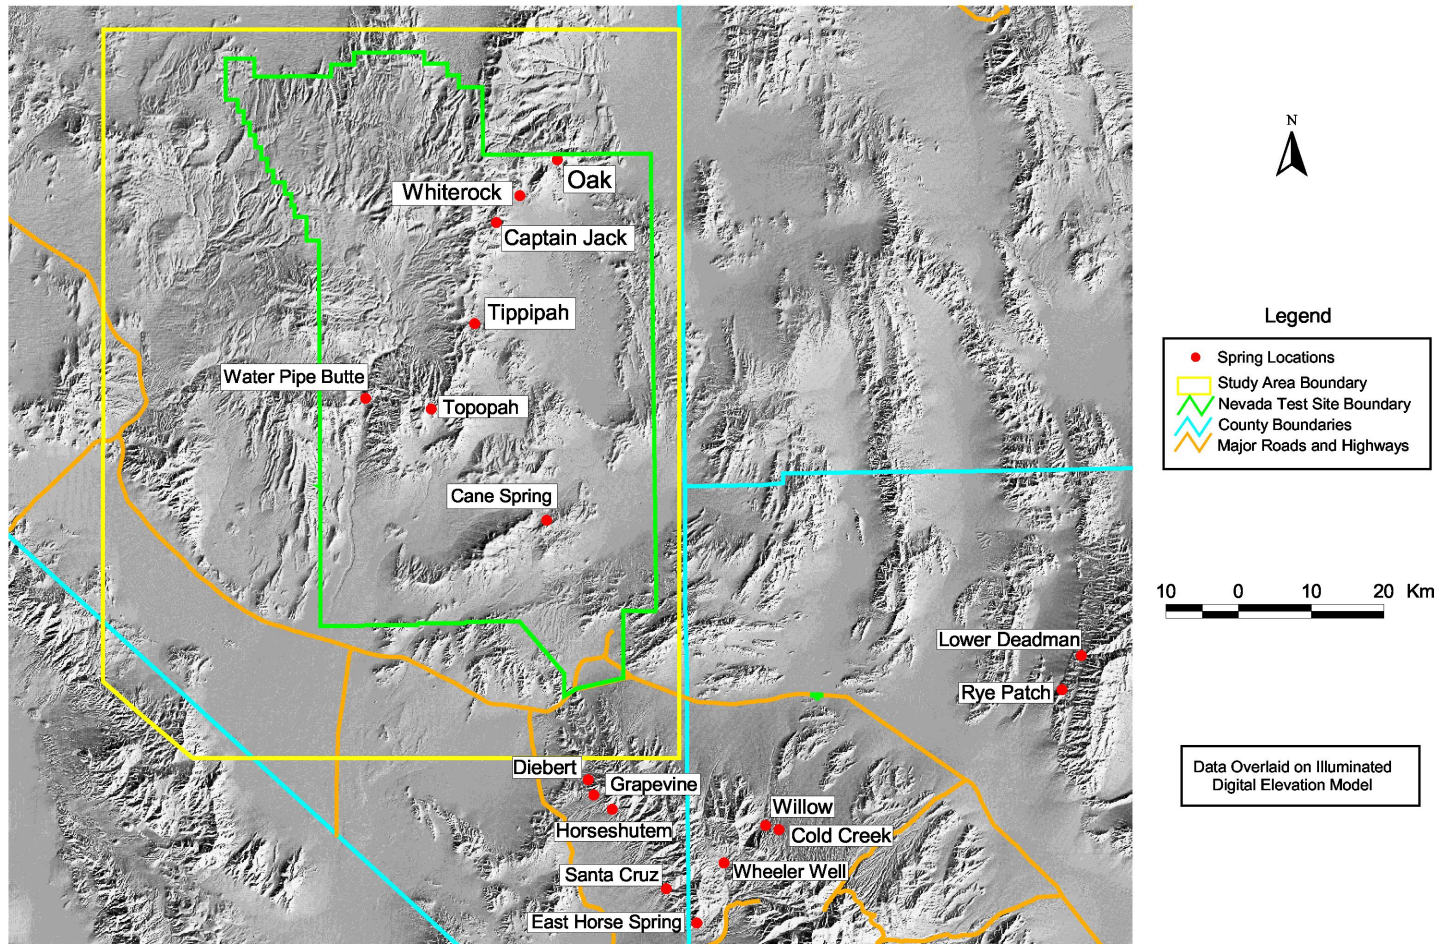 N
Oak
Whiterock
Captain Jack
Tippipah
Water Pipe Butte
Topopah
Cane Spring
Lower Deadman
Rye Patch
Diebert
Grapevine
Horseshutem
Willow
Cold Creek
Santa Cruz
Wheeler Well
East Horse Spring
Legend
Spring Locations
Study Area Boundary
Nevada Test Site Boundary
County Boundaries
Major Roads and Highways
10 0 10 20 Km
Data Overlaid on Illuminated
Digital Elevation Model